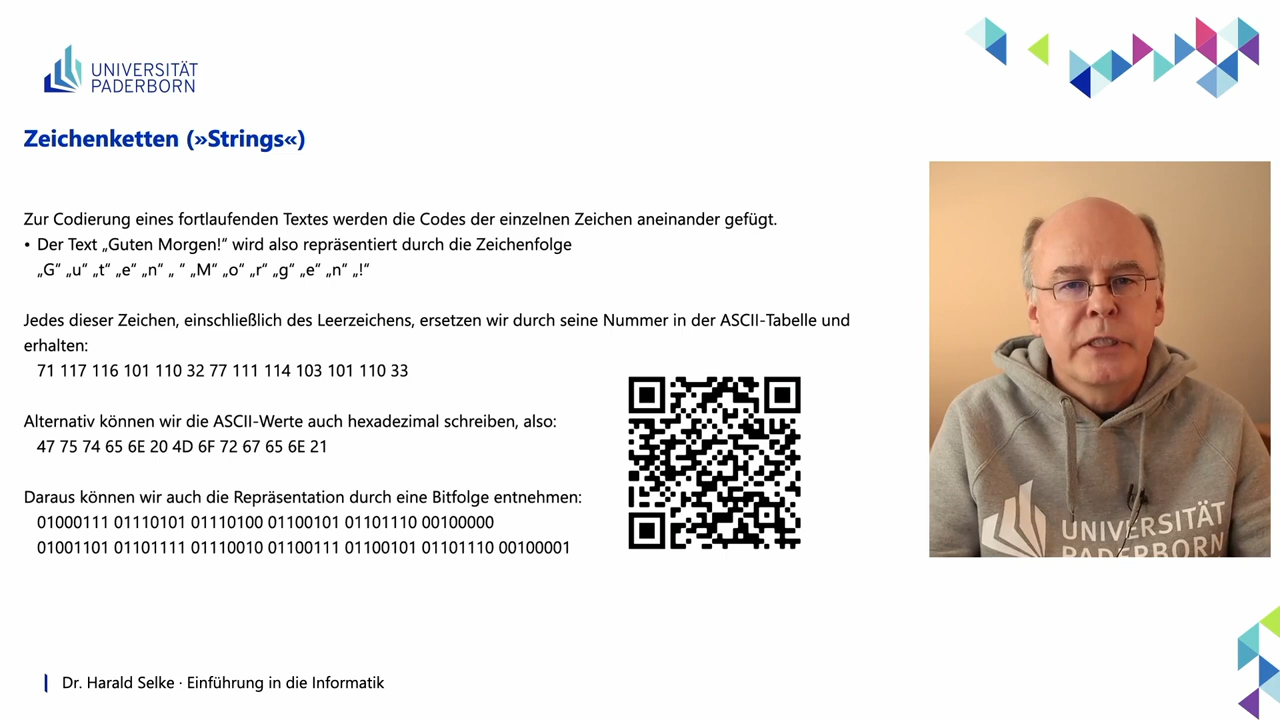 UNIVERSITÄT
PADERBORN
Zeichenketten (»Strings«)
Zur Codierung eines fortlaufenden Textes werden die Codes der einzelnen Zeichen aneinander gefügt.
• Der Text „Guten Morgen!“ wird also repräsentiert durch die Zeichenfolge
„G“ „u“ „t“ „e“ „n“ „ “ „M“ „o“ „r“ „g“ „e“ „n“ „!“
Jedes dieser Zeichen, einschließlich des Leerzeichens, ersetzen wir durch seine Nummer in der ASCII-Tabelle und
erhalten:
71 117 116 101 110 32 77 111 114 103 101 110 33
Alternativ können wir die ASCII-Werte auch hexadezimal schreiben, also:
47 75 74 65 6E 20 4D 6F 72 67 65 6E 21
Daraus können wir auch die Repräsentation durch eine Bitfolge entnehmen:
01000111 01110101 01110100 01100101 01101110 00100000
01001101 01101111 01110010 01100111 01100101 01101110 00100001
UNIVERSITÄT
PADERBORN
Dr. Harald Selke · Einführung in die Informatik